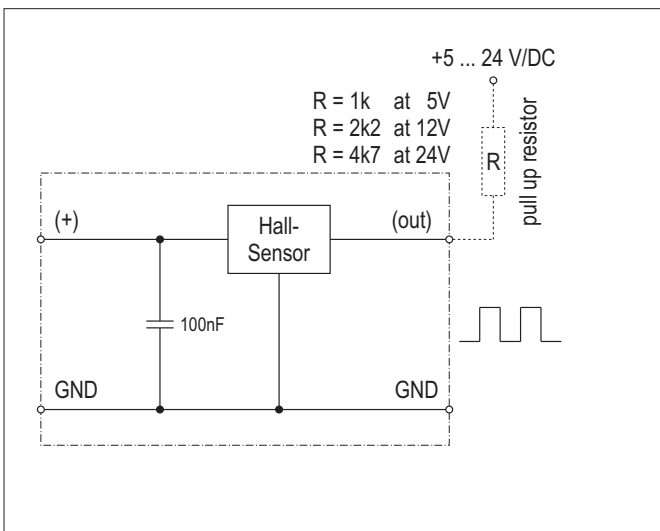 +5 ... 24 V/DC
R = 1k at 5V
R = 2k2 at 12V
R = 4k7 at 24V
R
pull up resistor
(+)
Hall-
Sensor
(out)
100nF
GND
GND